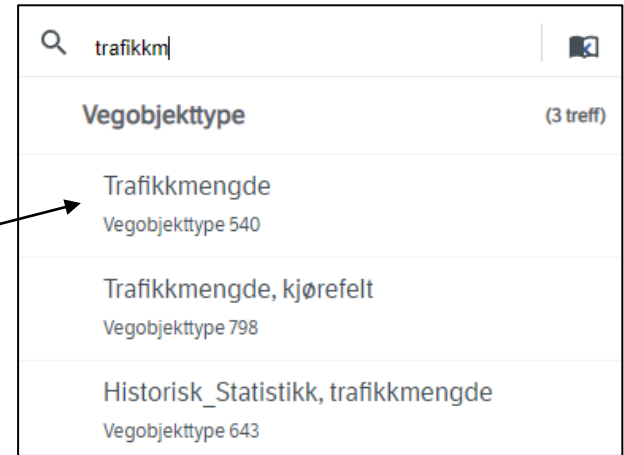 trafikkm
Vegobjekttype (3 treff)
Trafikkmengde
Vegobjekttype 540
Trafikkmengde, kjørefelt
Vegobjekttype 798
Historisk_Statistikk, trafikkmengde
Vegobjekttype 643